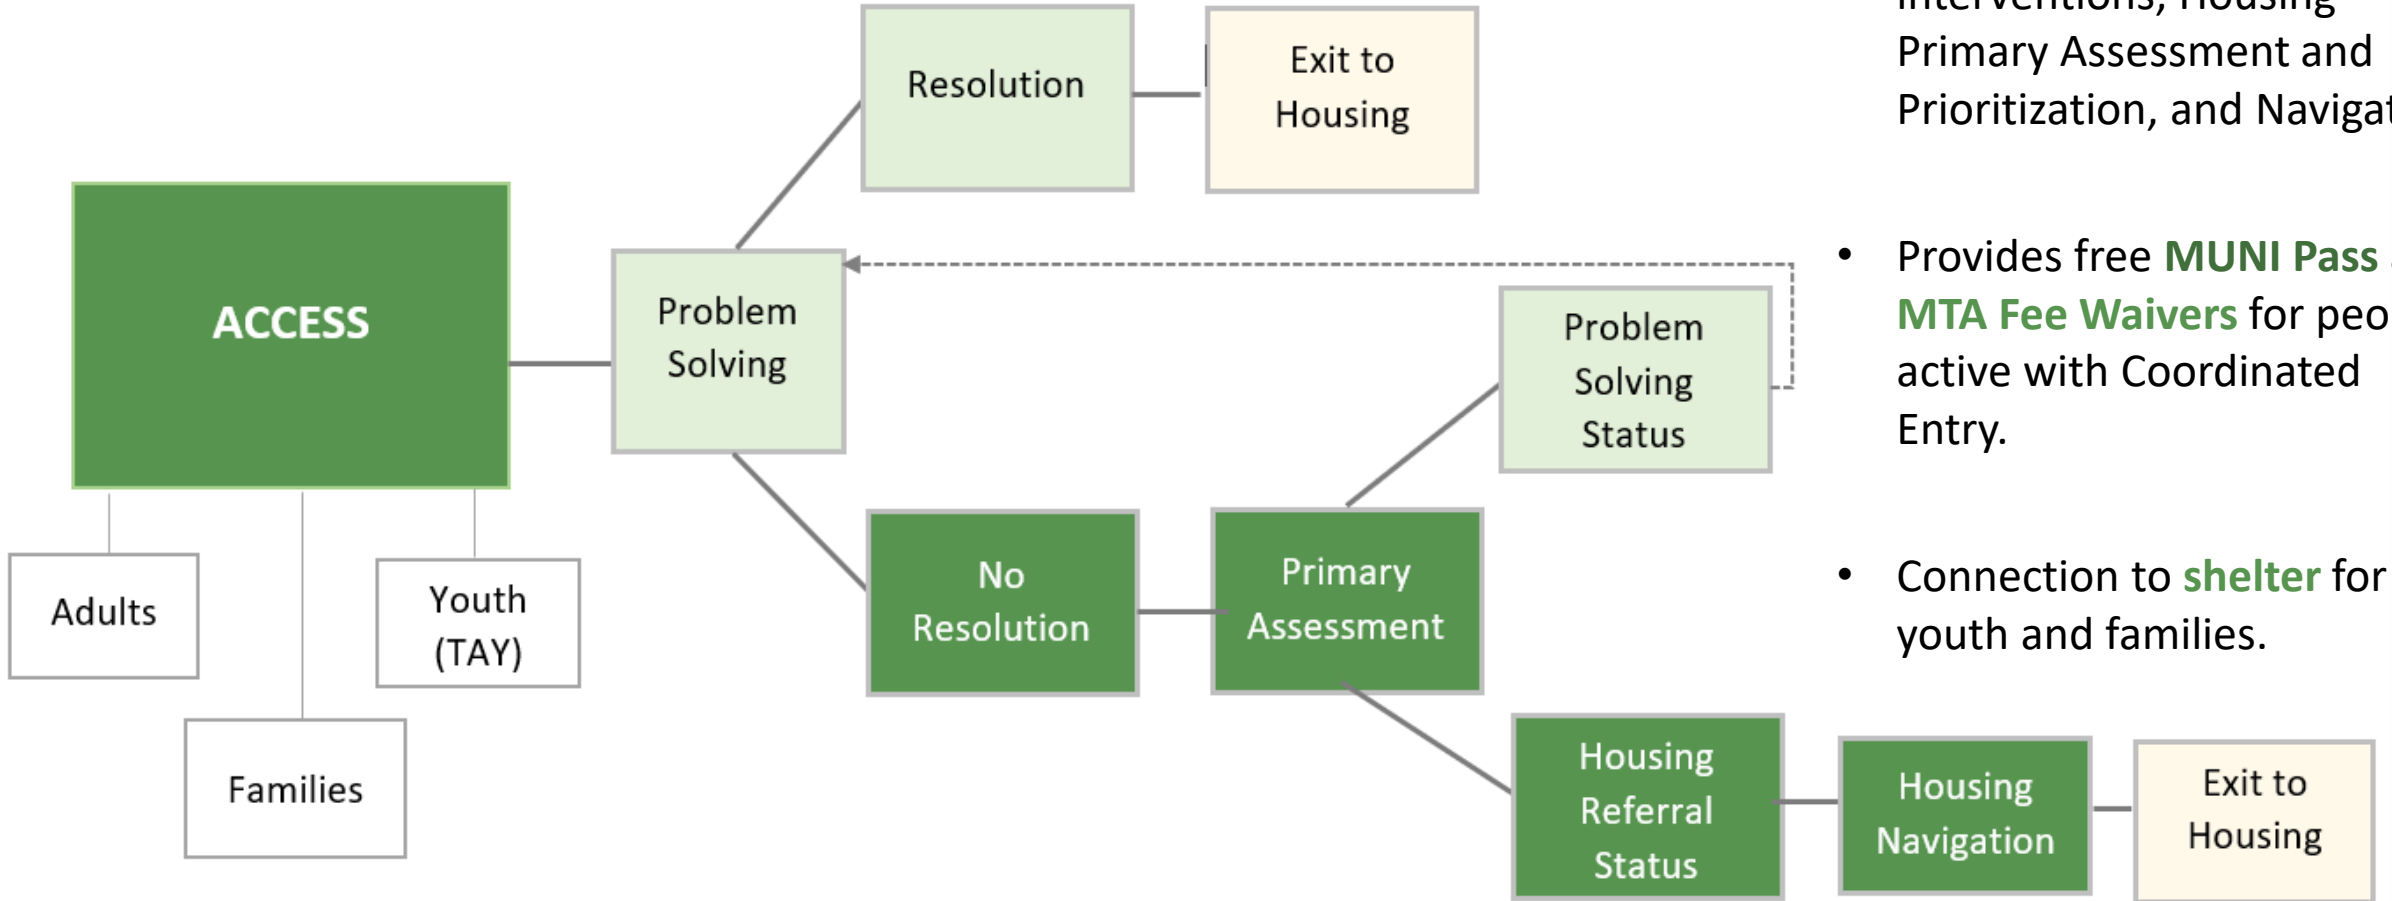 Resolution
Exit to
Housing
ACCESS
Problem
Solving
Problem
Solving
Status
Adults
Youth
(TAY)
Families
No
Resolution
Primary
Assessment
Housing
Referral
Status
Housing
Navigation
Exit to
Housing
Primary Assessment and
Prioritization, and
• Provides free MUNI Pass
MTA Fee Waivers for
active with Coordinated
Entry.
• Connection to shelter for
youth and families.